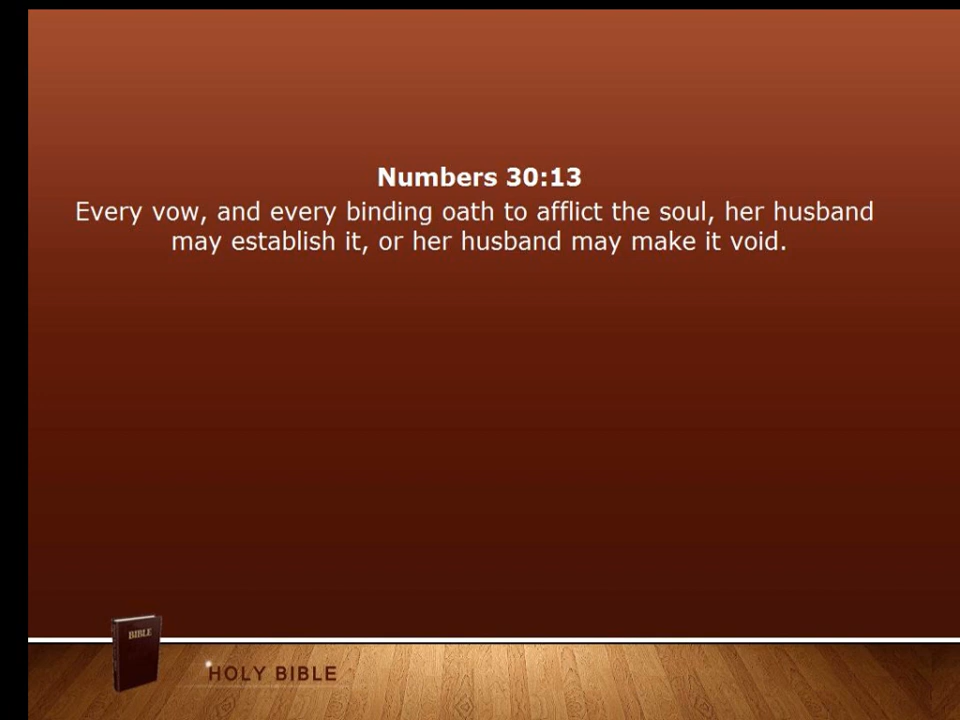 Numbers 30:13
Every vow, and every binding oath to afflict the soul, her husband
may establish it, or her husband may make it void.
BIBLE
HOLY BIBLE